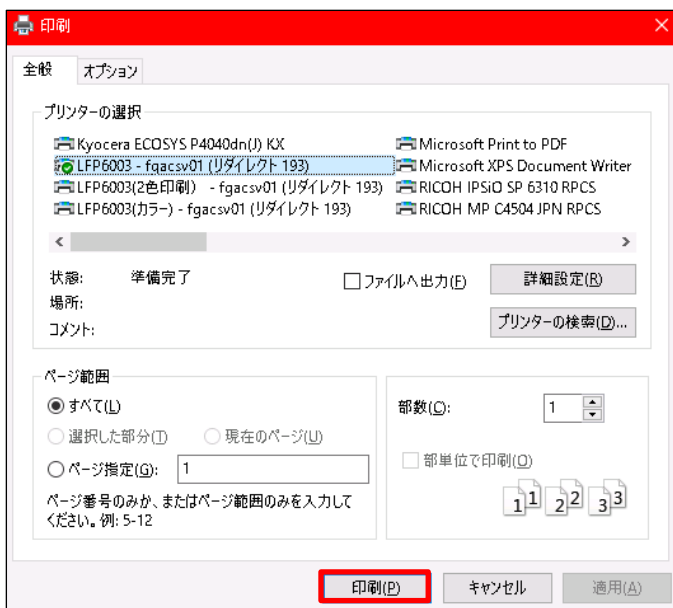 印刷
全般 オプション
プリンターの選択
Kyocera ECOSYS P4040dn(J) KX
LFP6003 - fqacsv01 (リダイレクト 193)
LFP6003(2色印刷) - fgacsv01 (リダイレクト 193)
LFP6003(カラー) - fgacsv01 (リダイレクト 193)
Microsoft Print to PDF
Microsoft XPS Document Writer
RICOH IPSiO SP 6310 RPCS
RICOH MP C4504 JPN RPCS
状態: 準備完了
場所:
コメント:
ファイルへ出力(F)
詳細設定(R)
プリンターの検索(D)...
ページ範囲
すべて(L)
選択した部分(T) 現在のページ(U)
ページ指定(G): 1
ページ番号のみか、またはページ範囲のみを入力して
ください。例: 5-12
部数(C): 1
部単位で印刷(O)
1 1 2 2 3 3
印刷(P) キャンセル 適用(A)